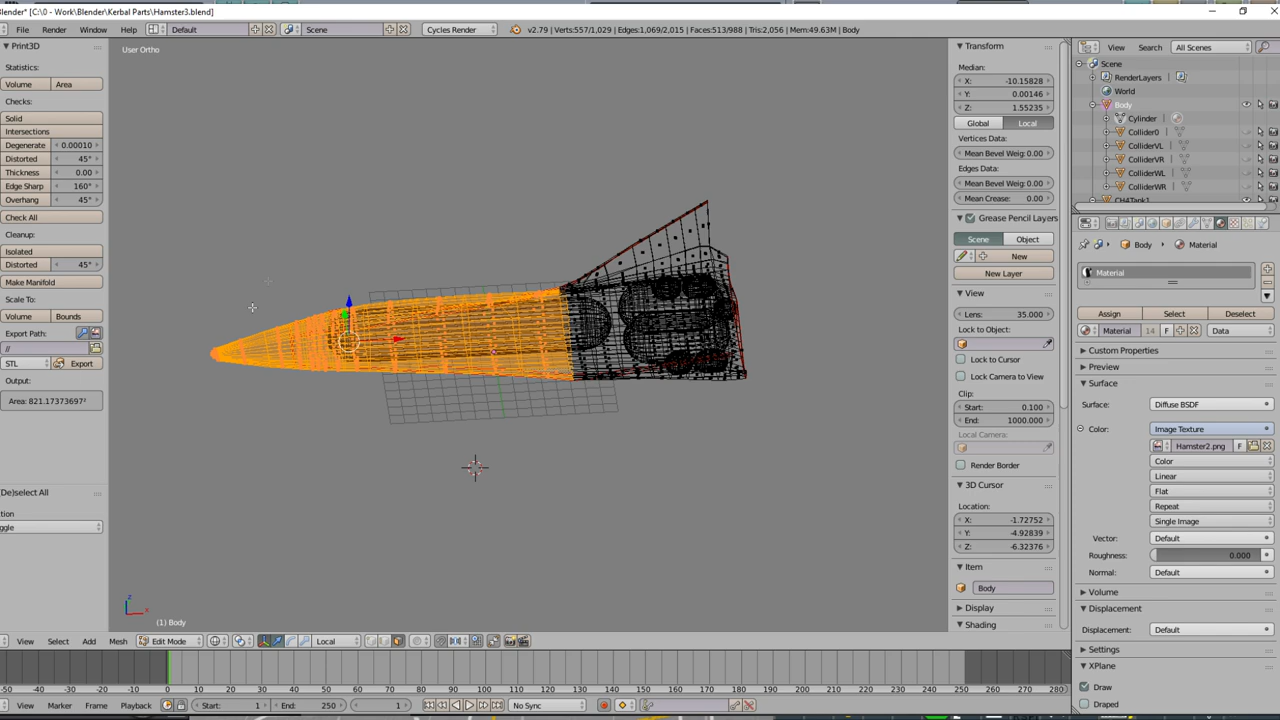 Blender* [C:\0 - Work\Blender\Kerbal Parts\Hamster3.blend]
File Render Window Help Default Scene Cycles Render v2.79 | Verts:557/1,029 | Edges:1,069/2,015 | Faces:513/988 | Tris:2,056 | Mem:49.63M | Body
Print3D
Statistics:
Volume Area
Checks:
Solid
Intersections
Degenerate 0.00010
Distorted 45°
Thickness 0.00
Edge Sharp 160°
Overhang 45°
Check All
Cleanup:
Isolated
Distorted 45°
Make Manifold
Scale To:
Volume Bounds
Export Path:
//
STL Export
Output:
Area: 821.17373697²
(De)select All
ction
ggle
User Ortho
z
x
(1) Body
Transform
Median:
X: -10.15828
Y: 0.00146
Z: 1.55235
Global Local
Vertices Data:
Mean Bevel Weig: 0.00
Edges Data:
Mean Bevel Weig: 0.00
Mean Crease: 0.00
Grease Pencil Layers
Scene Object
New
New Layer
View
Lens: 35.000
Lock to Object:
Lock to Cursor
Lock Camera to View
Clip:
Start: 0.100
End: 1000.000
Local Camera:
Render Border
3D Cursor
Location:
X: -1.72752
Y: -4.92839
Z: -6.32376
Item
Body
Display
Shading
View Search All Scenes
Scene
RenderLayers
World
Body
Cylinder
Collider0
ColliderVL
ColliderVR
ColliderWL
ColliderWR
CH4Tank1
Body Material
Material
Assign Select Deselect
Material 14 F Data
Custom Properties
Preview
Surface
Surface: Diffuse BSDF
Color: Image Texture
Hamster2.png F
Color
Linear
Flat
Repeat
Single Image
Vector: Default
Roughness: 0.000
Normal: Default
Volume
Displacement
Displacement: Default
Settings
XPlane
Draw
Draped
View Select Add Mesh Edit Mode Local
-50 -40 -30 -20 -10 0 10 20 30 40 50 60 70 80 90 100 110 120 130 140 150 160 170 180 190 200 210 220 230 240 250 260 270 280
View Marker Frame Playback Start: 1 End: 250 1 No Sync